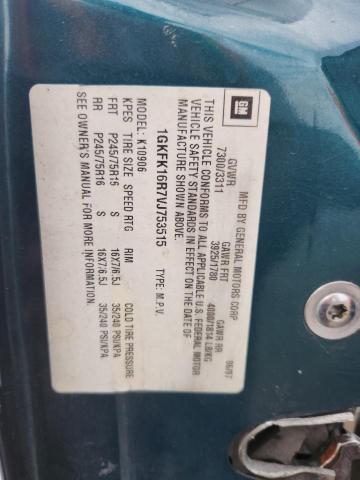 GM
MFD BY GENERAL MOTORS CORP 06/97
GVWR GAWR FRT GAWR RR
7300/3311 3925/1780 4000/1814 LB/KG
THIS VEHICLE CONFORMS TO ALL APPLICABLE U.S. FEDERAL MOTOR
VEHICLE SAFETY STANDARDS IN EFFECT ON THE DATE OF
MANUFACTURE SHOWN ABOVE.
1GKFK16R7VJ753515 TYPE: M.P.V.
K10906
KPES TIRE SIZE SPEED RTG RIM COLD TIRE PRESSURE
FRT P245/75R16 S 16X7/6.5J 35/240 PSI/KPA
RR P245/75R16 S 16X7/6.5J 35/240 PSI/KPA
SEE OWNER'S MANUAL FOR MORE INFORMATION